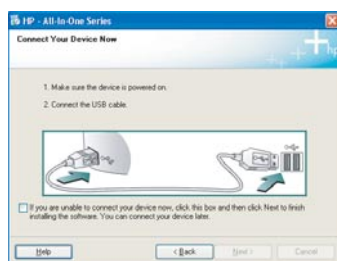 HP - All-In-One Series
Connect Your Device Now
hp
1. Make sure the device is powered on.
2. Connect the USB cable.
If you are unable to connect your device now, click this box and then click Next to finish
installing the software. You can connect your device later.
Help
< Back
Next >
Cancel